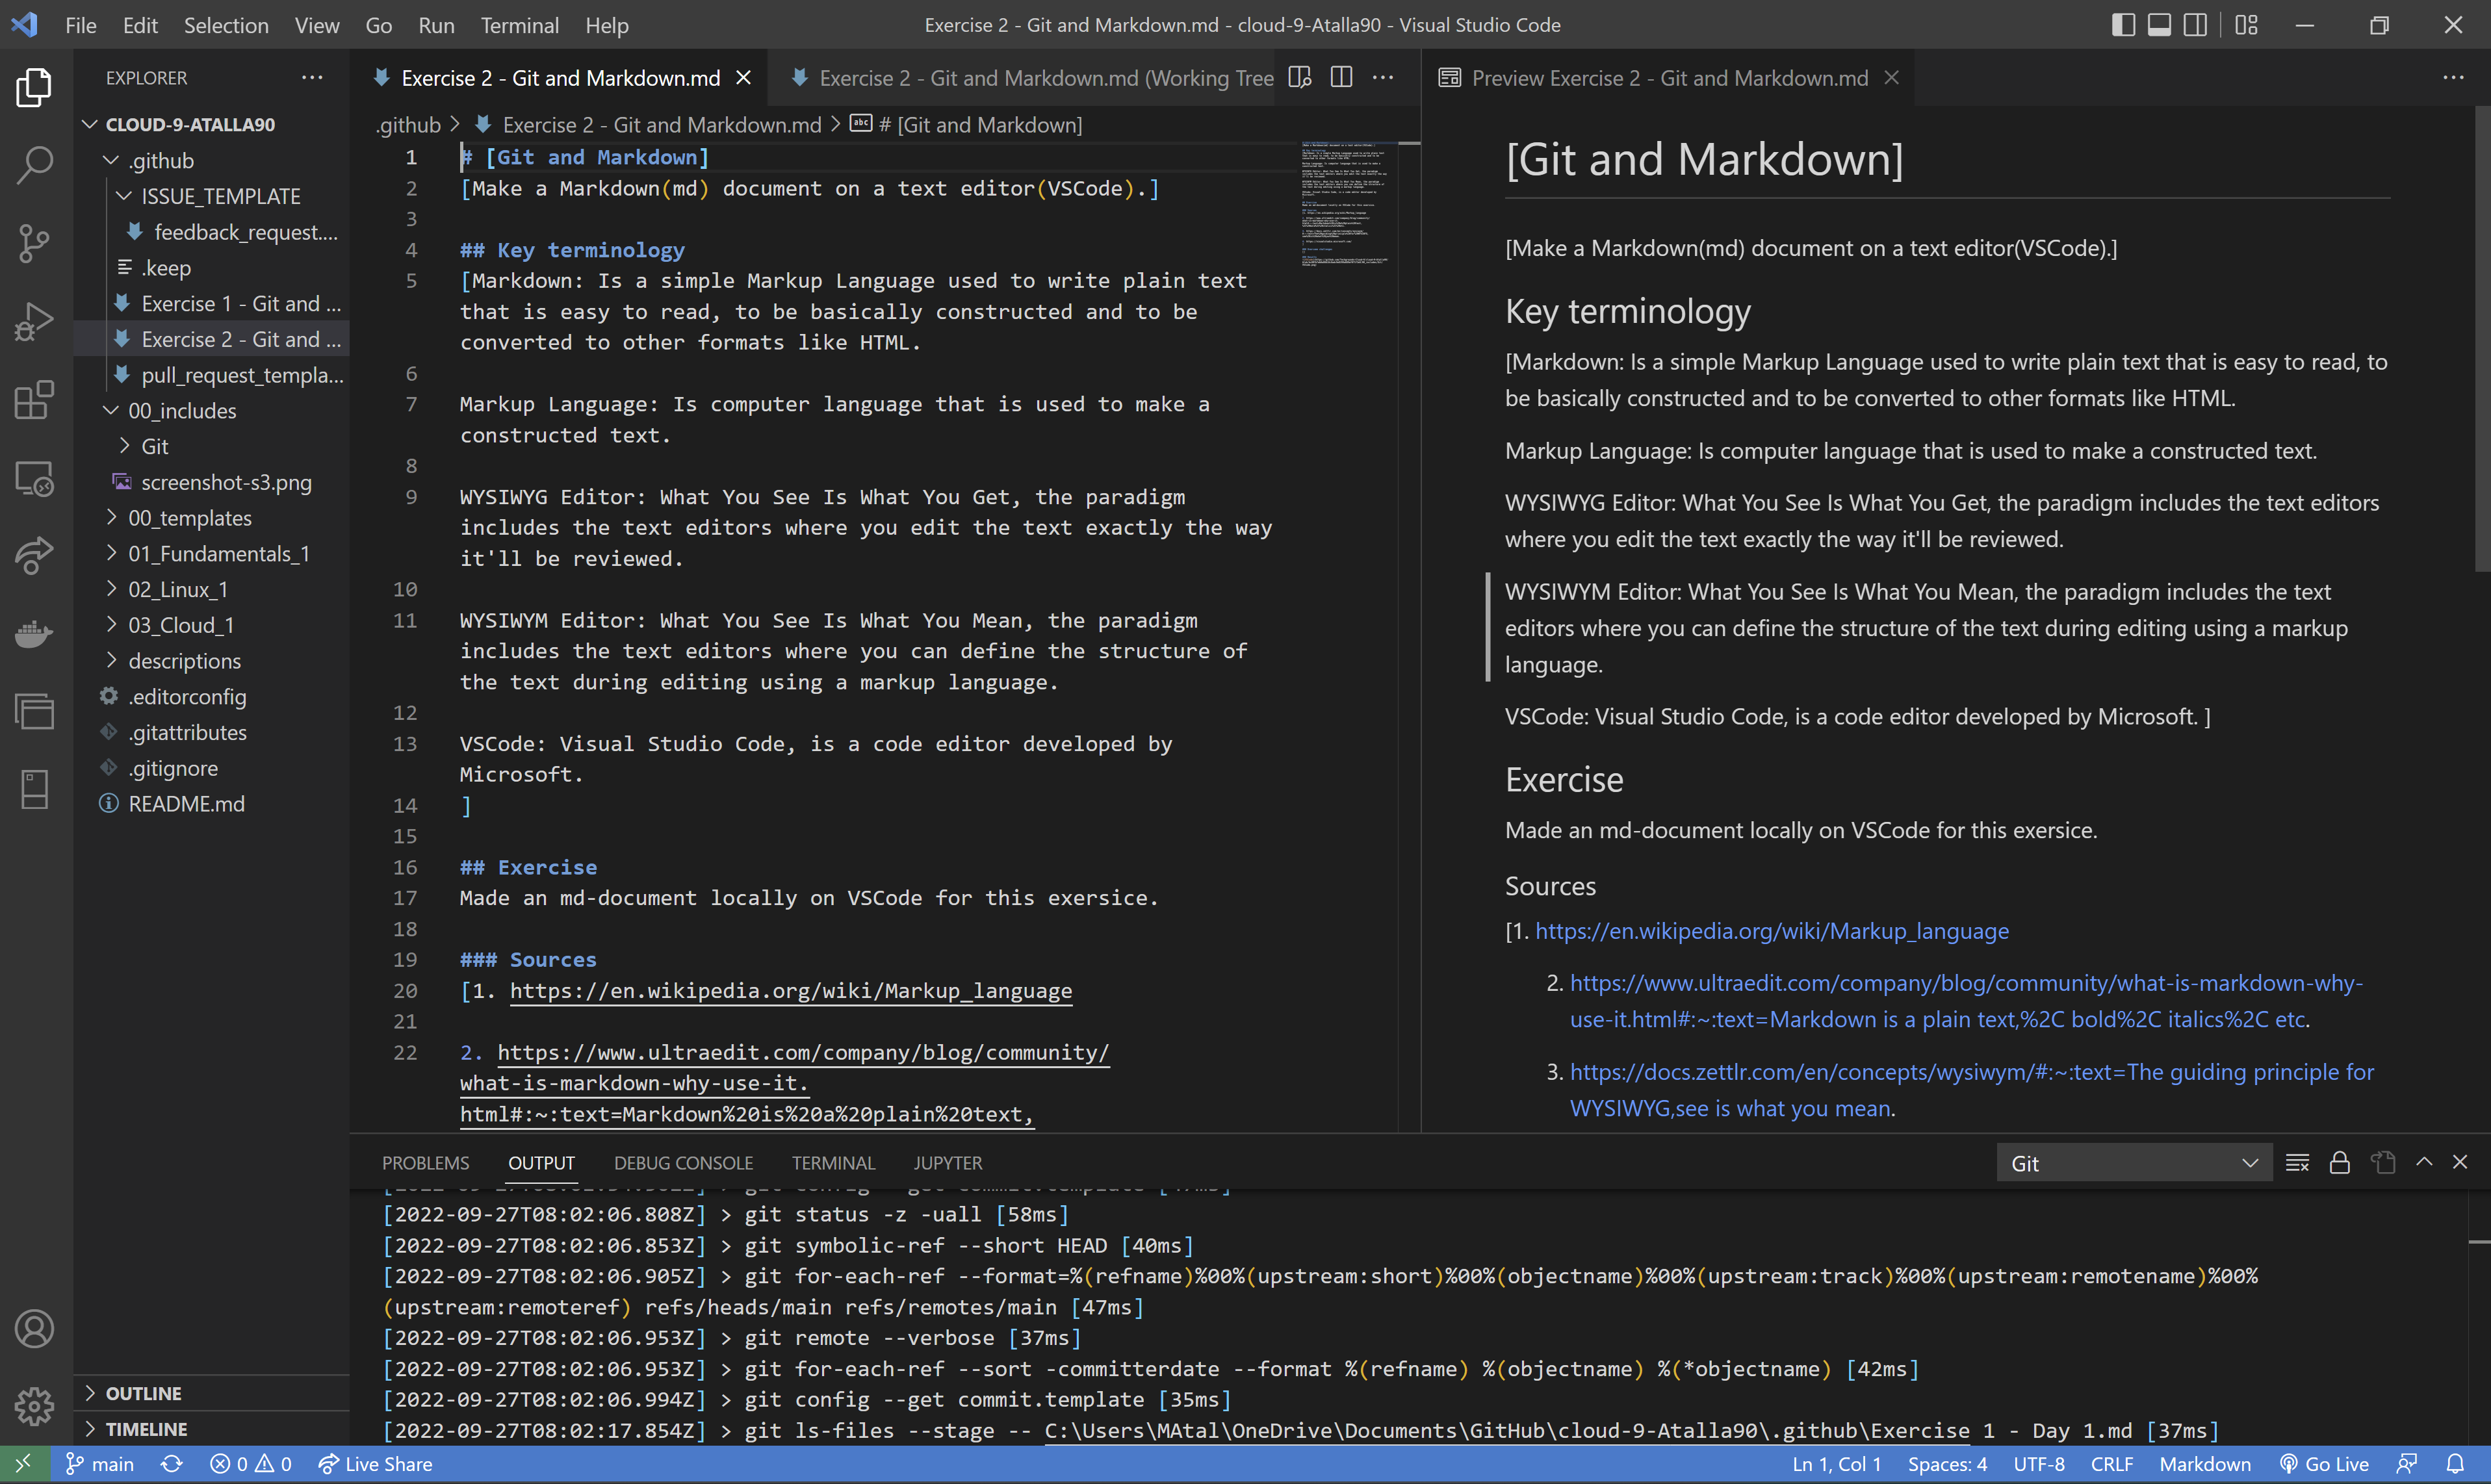 File Edit Selection View Go Run Terminal Help
Exercise 2 - Git and Markdown.md - cloud-9-Atalla90 - Visual Studio Code
EXPLORER
CLOUD-9-ATALLA90
.github
ISSUE_TEMPLATE
feedback_request....
.keep
Exercise 1 - Git and ...
Exercise 2 - Git and ...
pull_request_templa...
00_includes
Git
screenshot-s3.png
00_templates
01_Fundamentals_1
02_Linux_1
03_Cloud_1
descriptions
.editorconfig
.gitattributes
.gitignore
README.md
OUTLINE
TIMELINE
Exercise 2 - Git and Markdown.md
Exercise 2 - Git and Markdown.md (Working Tree
.github > Exercise 2 - Git and Markdown.md > # [Git and Markdown]
1 # [Git and Markdown]
2 [Make a Markdown(md) document on a text editor(VSCode).]
3
4 ## Key terminology
5 [Markdown: Is a simple Markup Language used to write plain text
that is easy to read, to be basically constructed and to be
converted to other formats like HTML.
6
7 Markup Language: Is computer language that is used to make a
constructed text.
8
9 WYSIWYG Editor: What You See Is What You Get, the paradigm
includes the text editors where you edit the text exactly the way
it'll be reviewed.
10
11 WYSIWYM Editor: What You See Is What You Mean, the paradigm
includes the text editors where you can define the structure of
the text during editing using a markup language.
12
13 VSCode: Visual Studio Code, is a code editor developed by
Microsoft.
14 ]
15
16 ## Exercise
17 Made an md-document locally on VSCode for this exersice.
18
19 ### Sources
20 [1. https://en.wikipedia.org/wiki/Markup_language
21
22 2. https://www.ultraedit.com/company/blog/community/
what-is-markdown-why-use-it.
html#:~:text=Markdown%20is%20a%20plain%20text,
Preview Exercise 2 - Git and Markdown.md
[Git and Markdown]
[Make a Markdown(md) document on a text editor(VSCode).]
Key terminology
[Markdown: Is a simple Markup Language used to write plain text that is easy to read, to
be basically constructed and to be converted to other formats like HTML.
Markup Language: Is computer language that is used to make a constructed text.
WYSIWYG Editor: What You See Is What You Get, the paradigm includes the text editors
where you edit the text exactly the way it'll be reviewed.
WYSIWYM Editor: What You See Is What You Mean, the paradigm includes the text
editors where you can define the structure of the text during editing using a markup
language.
VSCode: Visual Studio Code, is a code editor developed by Microsoft. ]
Exercise
Made an md-document locally on VSCode for this exersice.
Sources
[1. https://en.wikipedia.org/wiki/Markup_language
2. https://www.ultraedit.com/company/blog/community/what-is-markdown-why-
use-it.html#:~:text=Markdown is a plain text,%2C bold%2C italics%2C etc.
3. https://docs.zettlr.com/en/concepts/wysiwym/#:~:text=The guiding principle for
WYSIWYG,see is what you mean.
PROBLEMS OUTPUT DEBUG CONSOLE TERMINAL JUPYTER
Git
[2022-09-27T08:02:06.808Z] > git status -z -uall [58ms]
[2022-09-27T08:02:06.853Z] > git symbolic-ref --short HEAD [40ms]
[2022-09-27T08:02:06.905Z] > git for-each-ref --format=%(refname)%00%(upstream:short)%00%(objectname)%00%(upstream:track)%00%(upstream:remotename)%00%
(upstream:remoteref) refs/heads/main refs/remotes/main [47ms]
[2022-09-27T08:02:06.953Z] > git remote --verbose [37ms]
[2022-09-27T08:02:06.953Z] > git for-each-ref --sort -committerdate --format %(refname) %(objectname) %(*objectname) [42ms]
[2022-09-27T08:02:06.994Z] > git config --get commit.template [35ms]
[2022-09-27T08:02:17.854Z] > git ls-files --stage -- C:\Users\MAtal\OneDrive\Documents\GitHub\cloud-9-Atalla90\.github\Exercise 1 - Day 1.md [37ms]
main 0 0 Live Share Ln 1, Col 1 Spaces: 4 UTF-8 CRLF Markdown Go Live